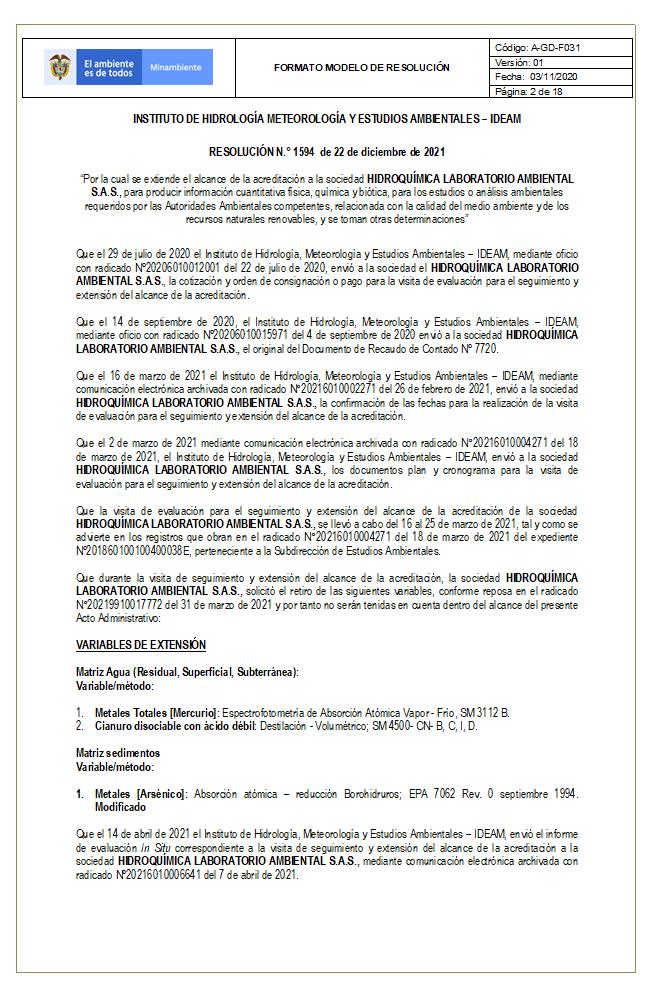 El ambiente
es de todos
Minambiente
FORMATO MODELO DE RESOLUCIÓN
Código: A-GD-F031
Versión: 01
Fecha: 03/11/2020
Página: 2 de 18
INSTITUTO DE HIDROLOGÍA METEOROLOGÍA Y ESTUDIOS AMBIENTALES – IDEAM
RESOLUCIÓN N.° 1594 de 22 de diciembre de 2021
“Por la cual se extiende el alcance de la acreditación a la sociedad HIDROQUÍMICA LABORATORIO AMBIENTAL
S.A.S., para producir información cuantitativa física, química y biótica, para los estudios o análisis ambientales
requeridos por las Autoridades Ambientales competentes, relacionada con la calidad del medio ambiente y de los
recursos naturales renovables, y se toman otras determinaciones”
Que el 29 de julio de 2020 el Instituto de Hidrología, Meteorología y Estudios Ambientales – IDEAM, mediante oficio
con radicado N°20206010012001 del 22 de julio de 2020, envió a la sociedad el HIDROQUÍMICA LABORATORIO
AMBIENTAL S.A.S., la cotización y orden de consignación o pago para la visita de evaluación para el seguimiento y
extensión del alcance de la acreditación.
Que el 14 de septiembre de 2020, el Instituto de Hidrología, Meteorología y Estudios Ambientales – IDEAM,
mediante oficio con radicado N°20206010015971 del 4 de septiembre de 2020 envió a la sociedad HIDROQUÍMICA
LABORATORIO AMBIENTAL S.A.S., el original del Documento de Recaudo de Contado N° 7720.
Que el 16 de marzo de 2021 el Instituto de Hidrología, Meteorología y Estudios Ambientales – IDEAM, mediante
comunicación electrónica archivada con radicado N°20216010002271 del 26 de febrero de 2021, envió a la sociedad
HIDROQUÍMICA LABORATORIO AMBIENTAL S.A.S., la confirmación de las fechas para la realización de la visita
de evaluación para el seguimiento y extensión del alcance de la acreditación.
Que el 2 de marzo de 2021 mediante comunicación electrónica archivada con radicado N°20216010004271 del 18
de marzo de 2021, el Instituto de Hidrología, Meteorología y Estudios Ambientales – IDEAM, envió a la sociedad
HIDROQUÍMICA LABORATORIO AMBIENTAL S.A.S., los documentos plan y cronograma para la visita de
evaluación para el seguimiento y extensión del alcance de la acreditación.
Que la visita de evaluación para el seguimiento y extensión del alcance de la acreditación de la sociedad
HIDROQUÍMICA LABORATORIO AMBIENTAL S.A.S., se llevó a cabo del 16 al 25 de marzo de 2021, tal y como se
advierte en los registros que obran en el radicado N°20216010004271 del 18 de marzo de 2021 del expediente
N°201860100100400038E, perteneciente a la Subdirección de Estudios Ambientales.
Que durante la visita de seguimiento y extensión del alcance de la acreditación, la sociedad HIDROQUÍMICA
LABORATORIO AMBIENTAL S.A.S., solicitó el retiro de las siguientes variables, conforme reposa en el radicado
N°20219910017772 del 31 de marzo de 2021 y por tanto no serán tenidas en cuenta dentro del alcance del presente
Acto Administrativo:
VARIABLES DE EXTENSIÓN
Matriz Agua (Residual, Superficial, Subterránea):
Variable/método:
1. Metales Totales [Mercurio]: Espectrofotometría de Absorción Atómica Vapor - Frío, SM 3112 B.
2. Cianuro disociable con ácido débil: Destilación - Volumétrico; SM 4500- CN- B, C, I, D.
Matriz sedimentos
Variable/método:
1. Metales [Arsénico]: Absorción atómica – reducción Borohidruros; EPA 7062 Rev. 0 septiembre 1994.
Modificado
Que el 14 de abril de 2021 el Instituto de Hidrología, Meteorología y Estudios Ambientales – IDEAM, envió el informe
de evaluación In Situ correspondiente a la visita de seguimiento y extensión del alcance de la acreditación a la
sociedad HIDROQUÍMICA LABORATORIO AMBIENTAL S.A.S., mediante comunicación electrónica archivada con
radicado N°20216010006641 del 7 de abril de 2021.